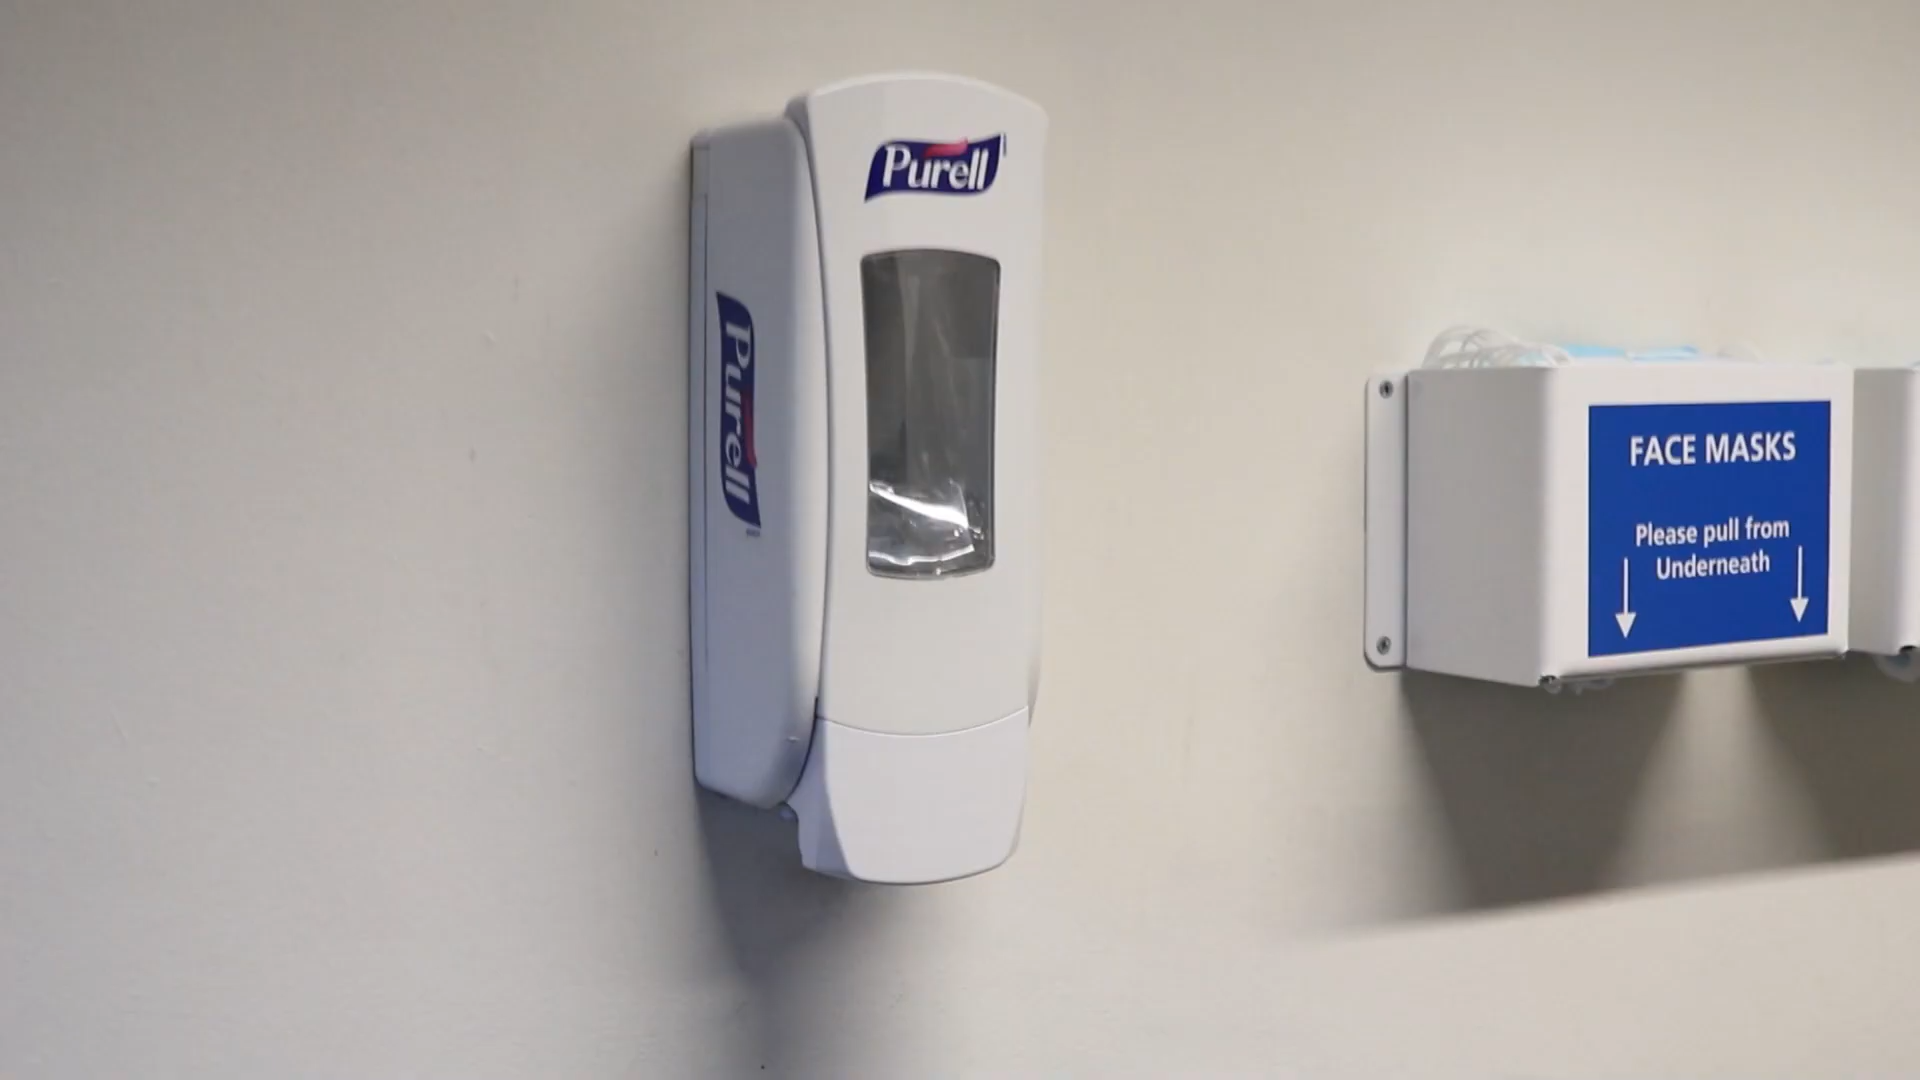 Purell
Purell
FACE MASKS
Please pull from
Underneath